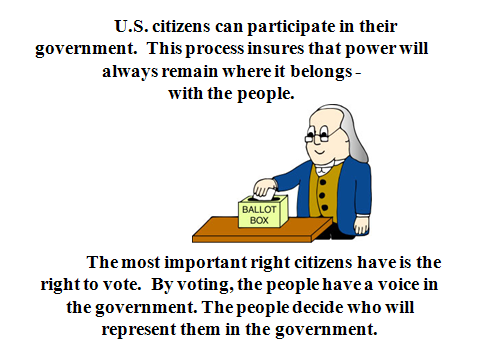 U.S. citizens can participate in their
government. This process insures that power will
always remain where it belongs -
with the people.
BALLOT
BOX
The most important right citizens have is the
right to vote. By voting, the people have a voice in
the government. The people decide who will
represent them in the government.